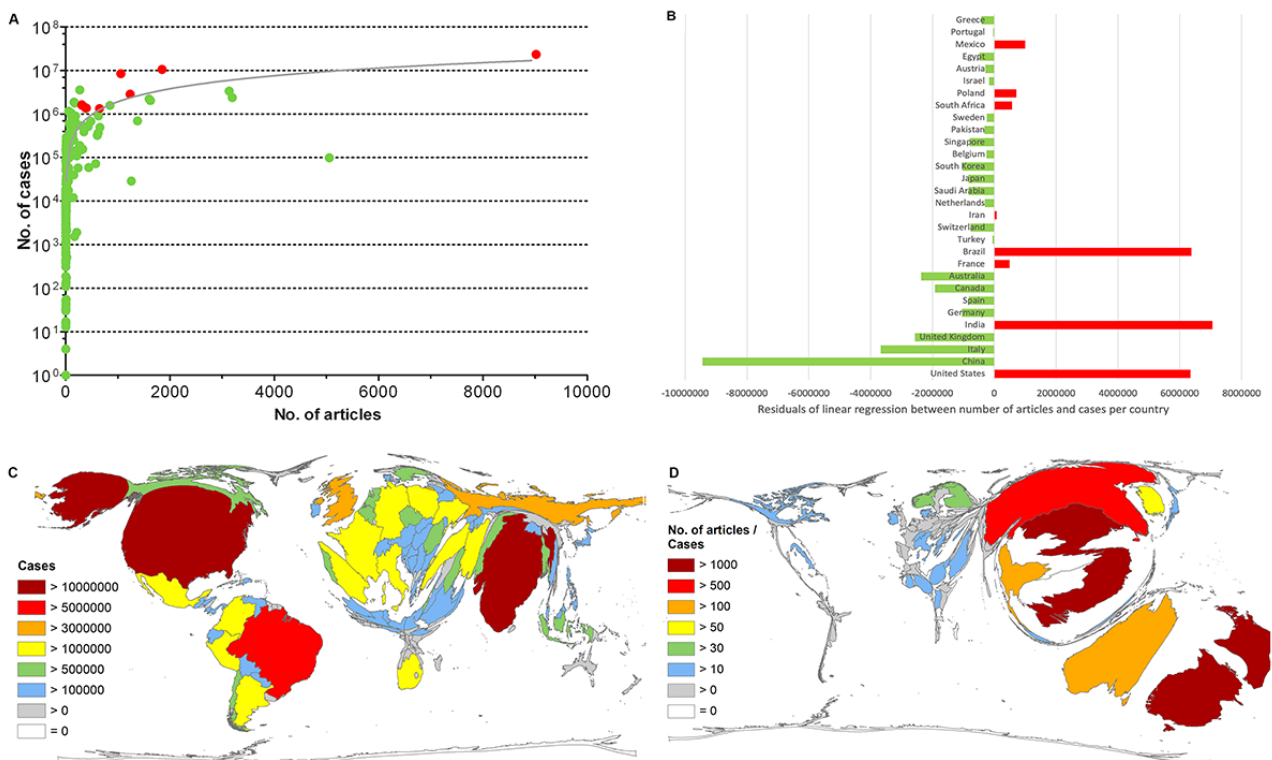 A
10⁸
10⁷
10⁶
10⁵
10⁴
10³
10²
10¹
10⁰
No. of cases
0
2000
4000
6000
8000
10000
No. of articles
B
Greece
Portugal
Mexico
Egypt
Austria
Israel
Poland
South Africa
Sweden
Pakistan
Singapore
Belgium
South Korea
Japan
Saudi Arabia
Netherlands
Iran
Switzerland
Turkey
Brazil
France
Australia
Canada
Spain
Germany
India
United Kingdom
Italy
China
United States
-10000000
-8000000
-6000000
-4000000
-2000000
0
2000000
4000000
6000000
8000000
Residuals of linear regression between number of articles and cases per country
C
Cases
> 10000000
> 5000000
> 3000000
> 1000000
> 500000
> 100000
> 0
= 0
D
No. of articles /
Cases
> 1000
> 500
> 100
> 50
> 30
> 10
> 0
= 0